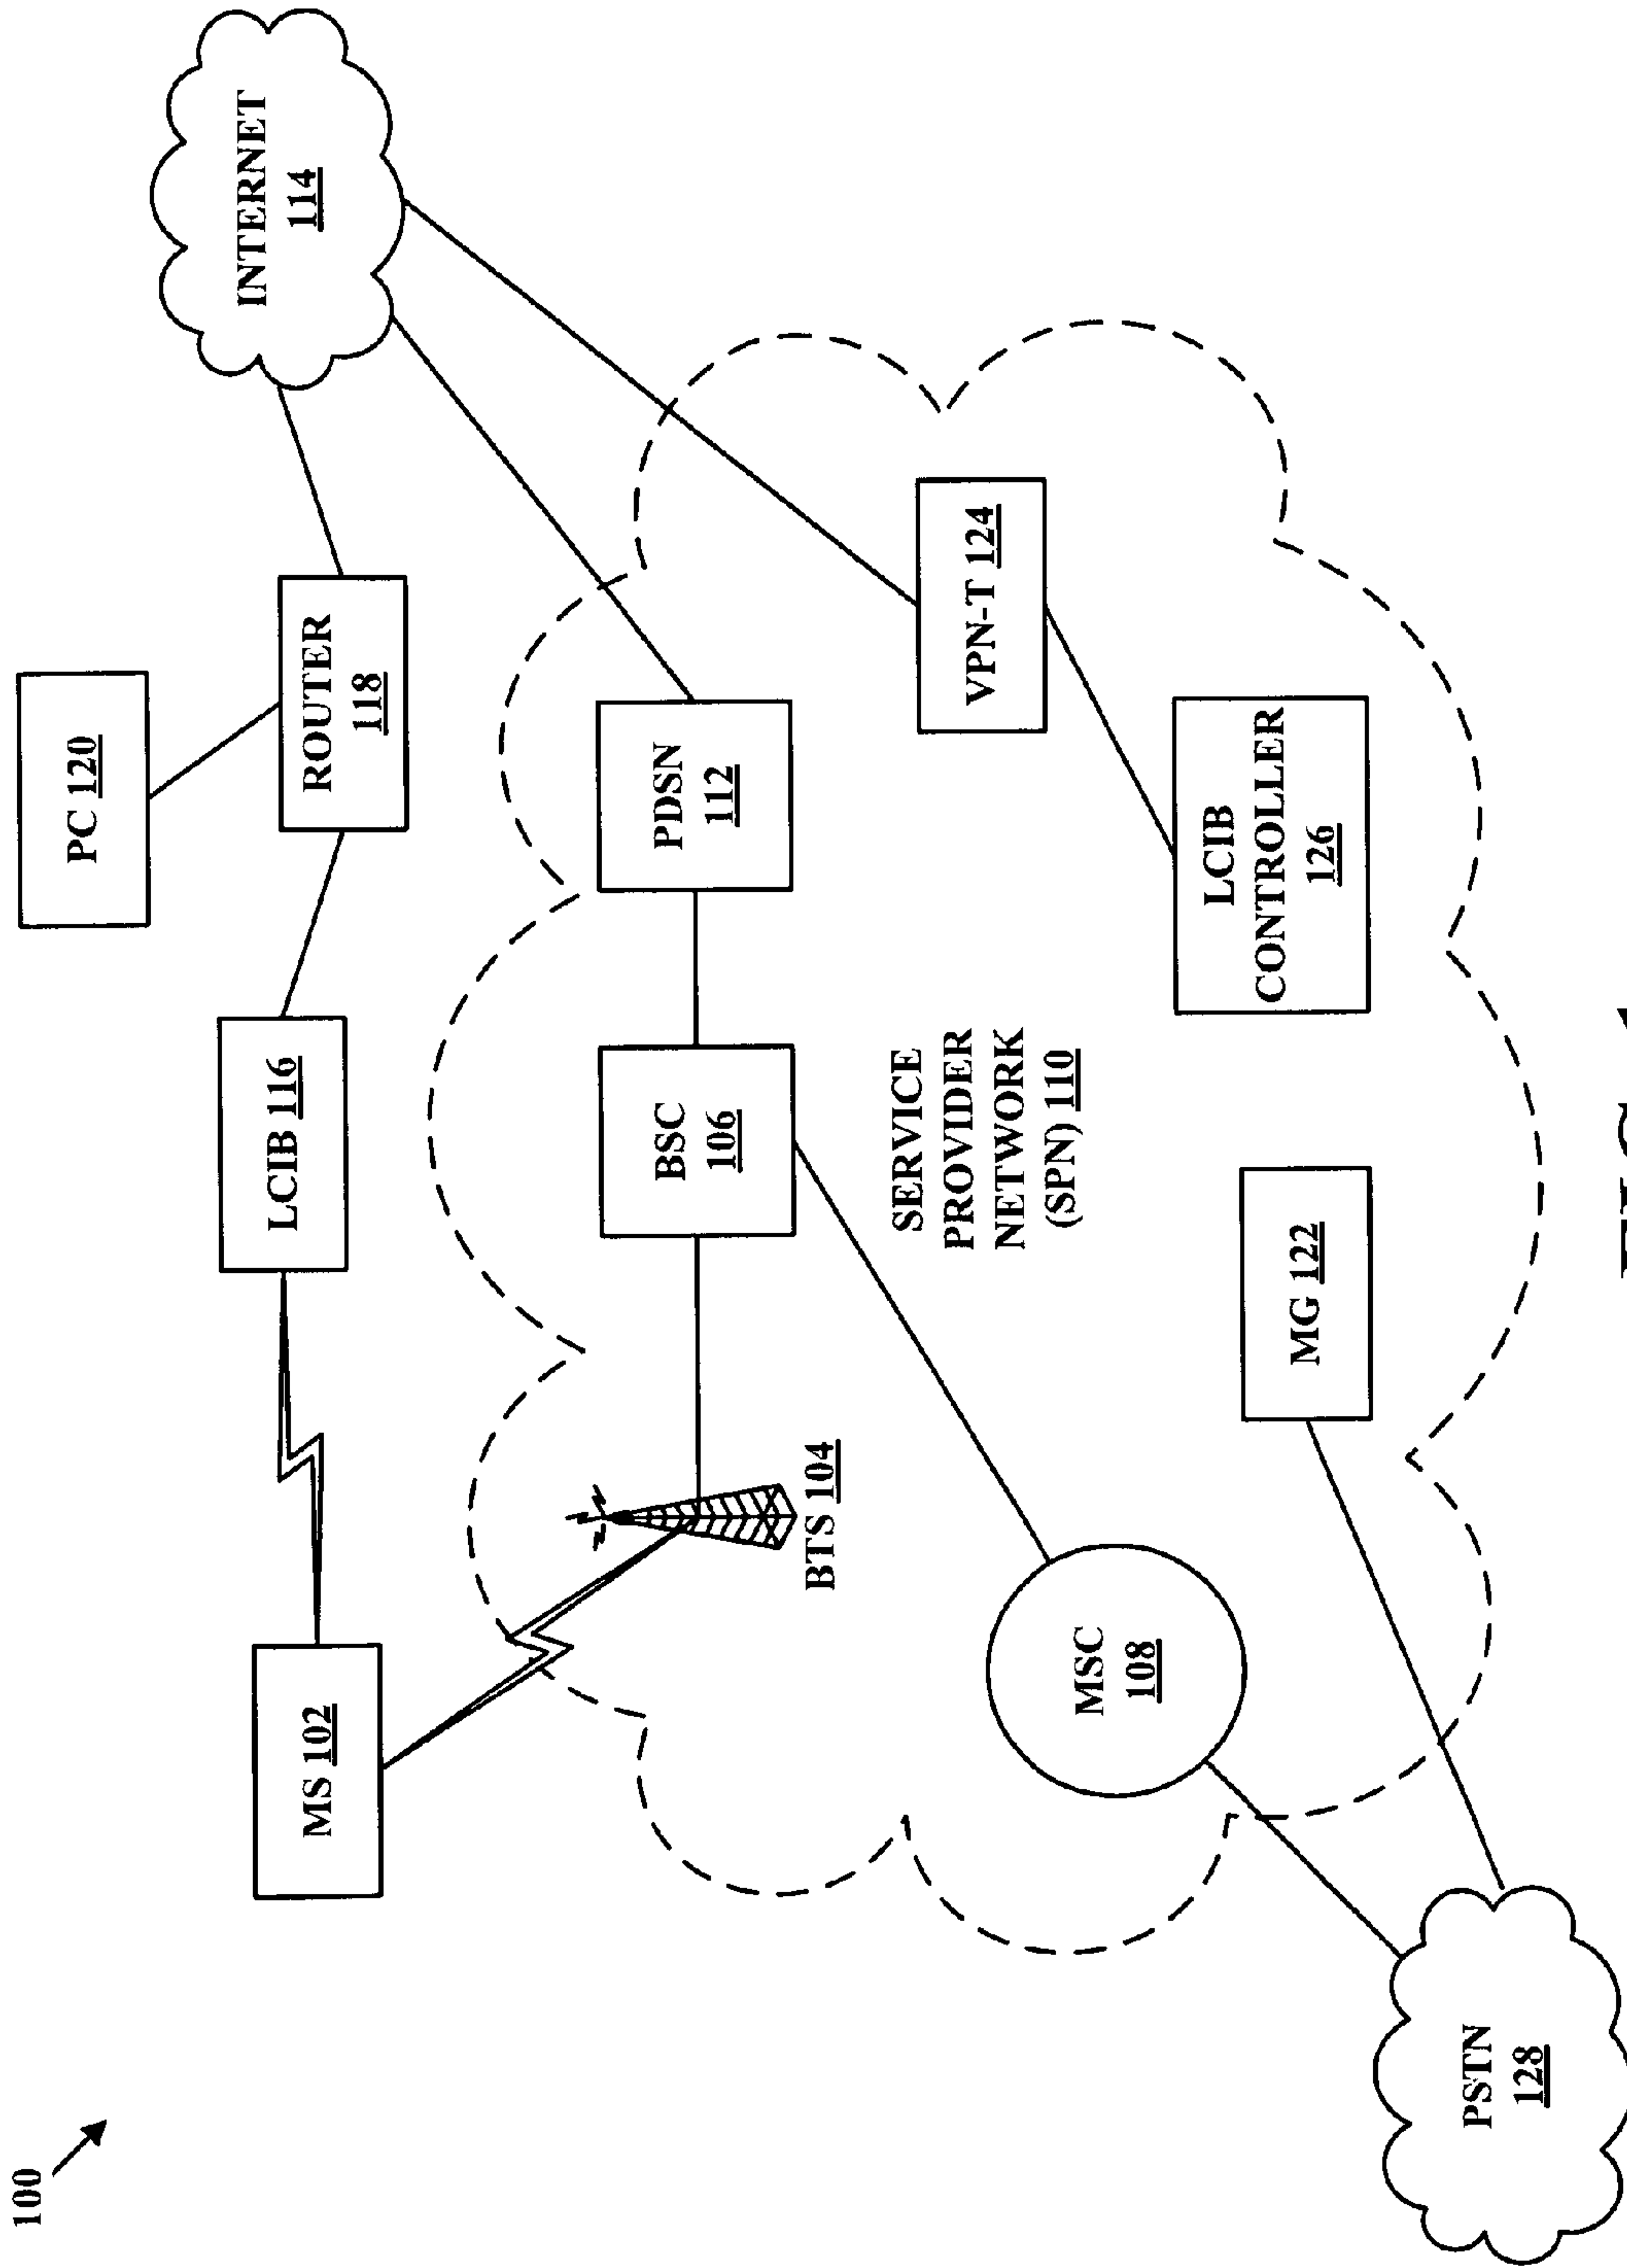 100
PC 120
INTERNET
114
ROUTER
118
LCIB 116
MS 102
PDSN
112
BSC
106
BTS 104
VPN-T 124
SERVICE
PROVIDER
NETWORK
(SPN) 110
LCIB
CONTROLLER
126
MSC
108
MG 122
PSTN
128